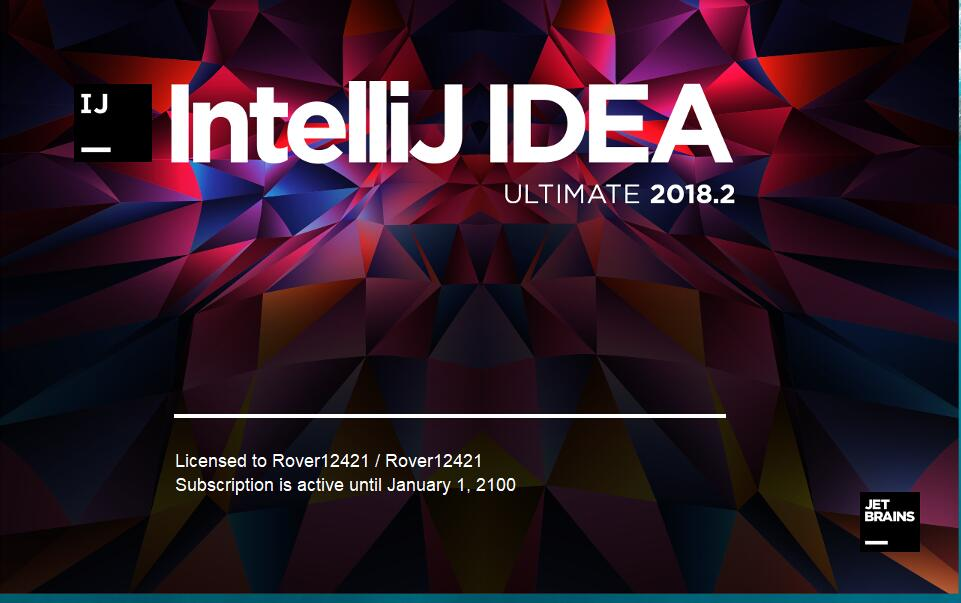 IJ
IntelliJ IDEA
ULTIMATE 2018.2
Licensed to Rover12421 / Rover12421
Subscription is active until January 1, 2100
JET
BRAINS